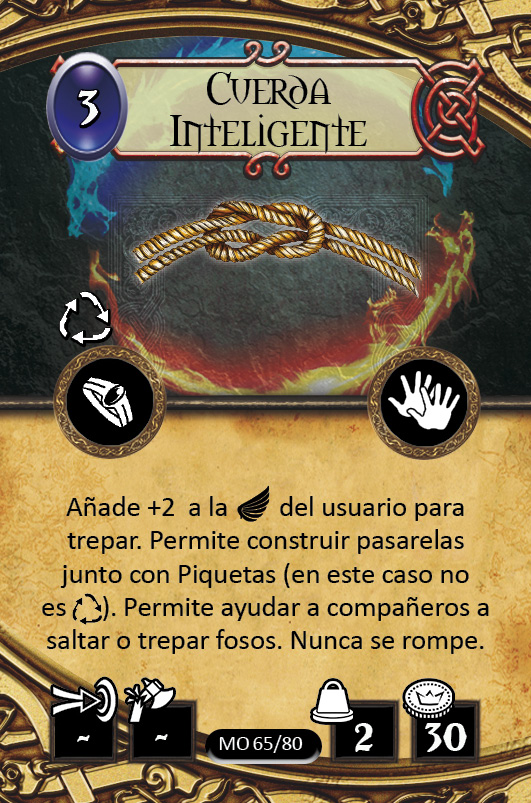 3
Cuerda
Inteligente
Añade +2 a la del usuario para
trepar. Permite construir pasarelas
junto con Piquetas (en este caso no
es ). Permite ayudar a compañeros a
saltar o trepar fosos. Nunca se rompe.
~ ~ MO 65/80 2 30